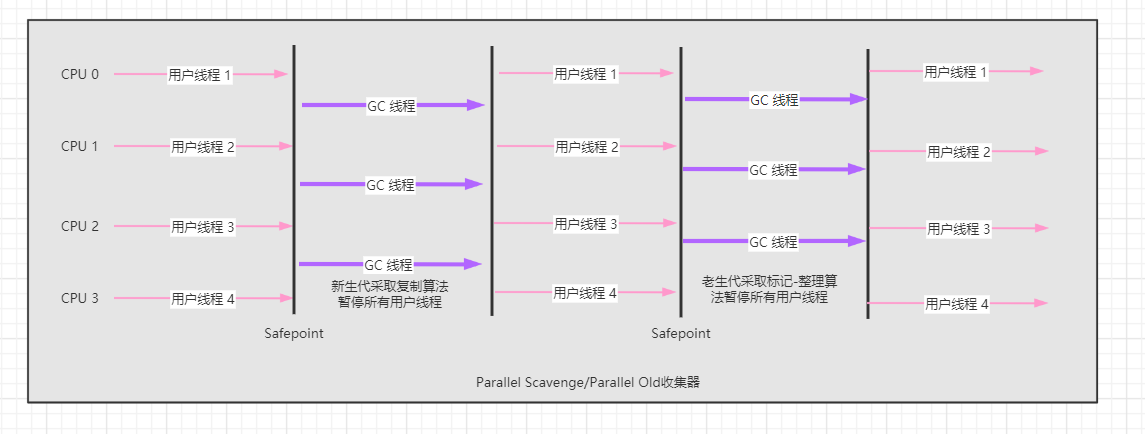 CPU 0
用户线程 1
用户线程 1
用户线程 1
GC 线程
GC 线程
CPU 1
用户线程 2
用户线程 2
用户线程 2
GC 线程
GC 线程
CPU 2
用户线程 3
用户线程 3
用户线程 3
GC 线程
GC 线程
新生代采取复制算法
暂停所有用户线程
老生代采取标记-整理算
法暂停所有用户线程
CPU 3
用户线程 4
用户线程 4
用户线程 4
Safepoint
Safepoint
Parallel Scavenge/Parallel Old收集器